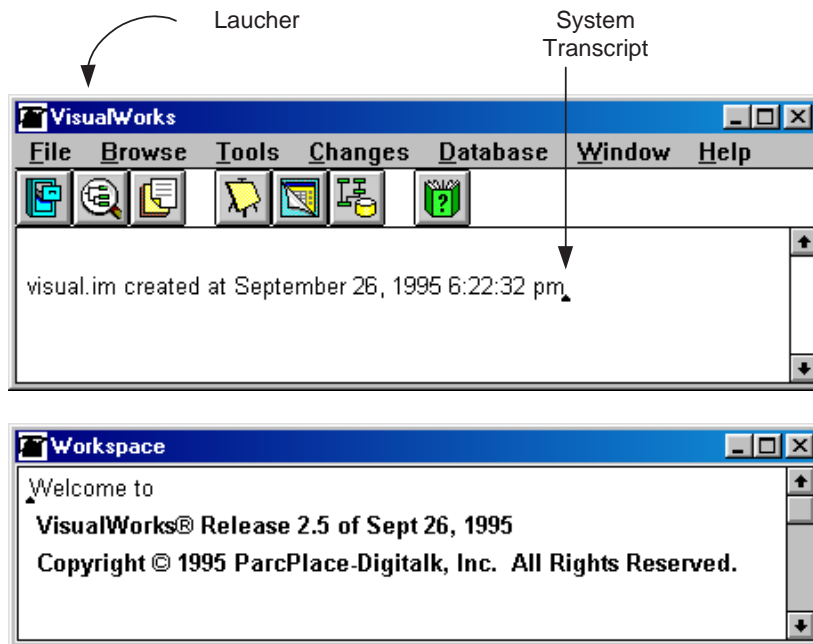 Laucher
System
Transcript
VisualWorks
File Browse Tools Changes Database Window Help
?
visual.im created at September 26, 1995 6:22:32 pm
Workspace
Welcome to
VisualWorks® Release 2.5 of Sept 26, 1995
Copyright © 1995 ParcPlace-Digitalk, Inc. All Rights Reserved.